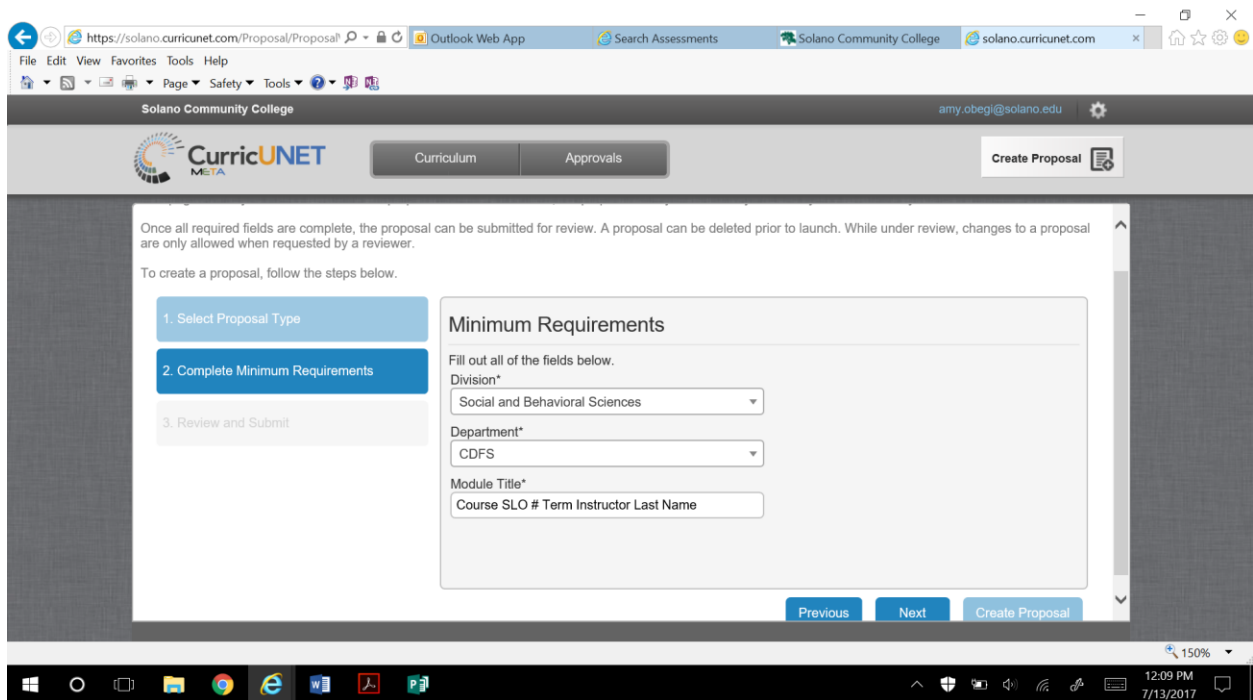 https://solano.curricunet.com/Proposal/Proposal
Outlook Web App
Search Assessments
Solano Community College
solano.curricunet.com
File Edit View Favorites Tools Help
Page Safety Tools
Solano Community College
amy.obegi@solano.edu
CurricUNET
META
Curriculum
Approvals
Create Proposal
Once all required fields are complete, the proposal can be submitted for review. A proposal can be deleted prior to launch. While under review, changes to a proposal
are only allowed when requested by a reviewer.
To create a proposal, follow the steps below.
1. Select Proposal Type
2. Complete Minimum Requirements
3. Review and Submit
Minimum Requirements
Fill out all of the fields below.
Division*
Social and Behavioral Sciences
Department*
CDFS
Module Title*
Course SLO # Term Instructor Last Name
Previous
Next
Create Proposal
150%
12:09 PM
7/13/2017